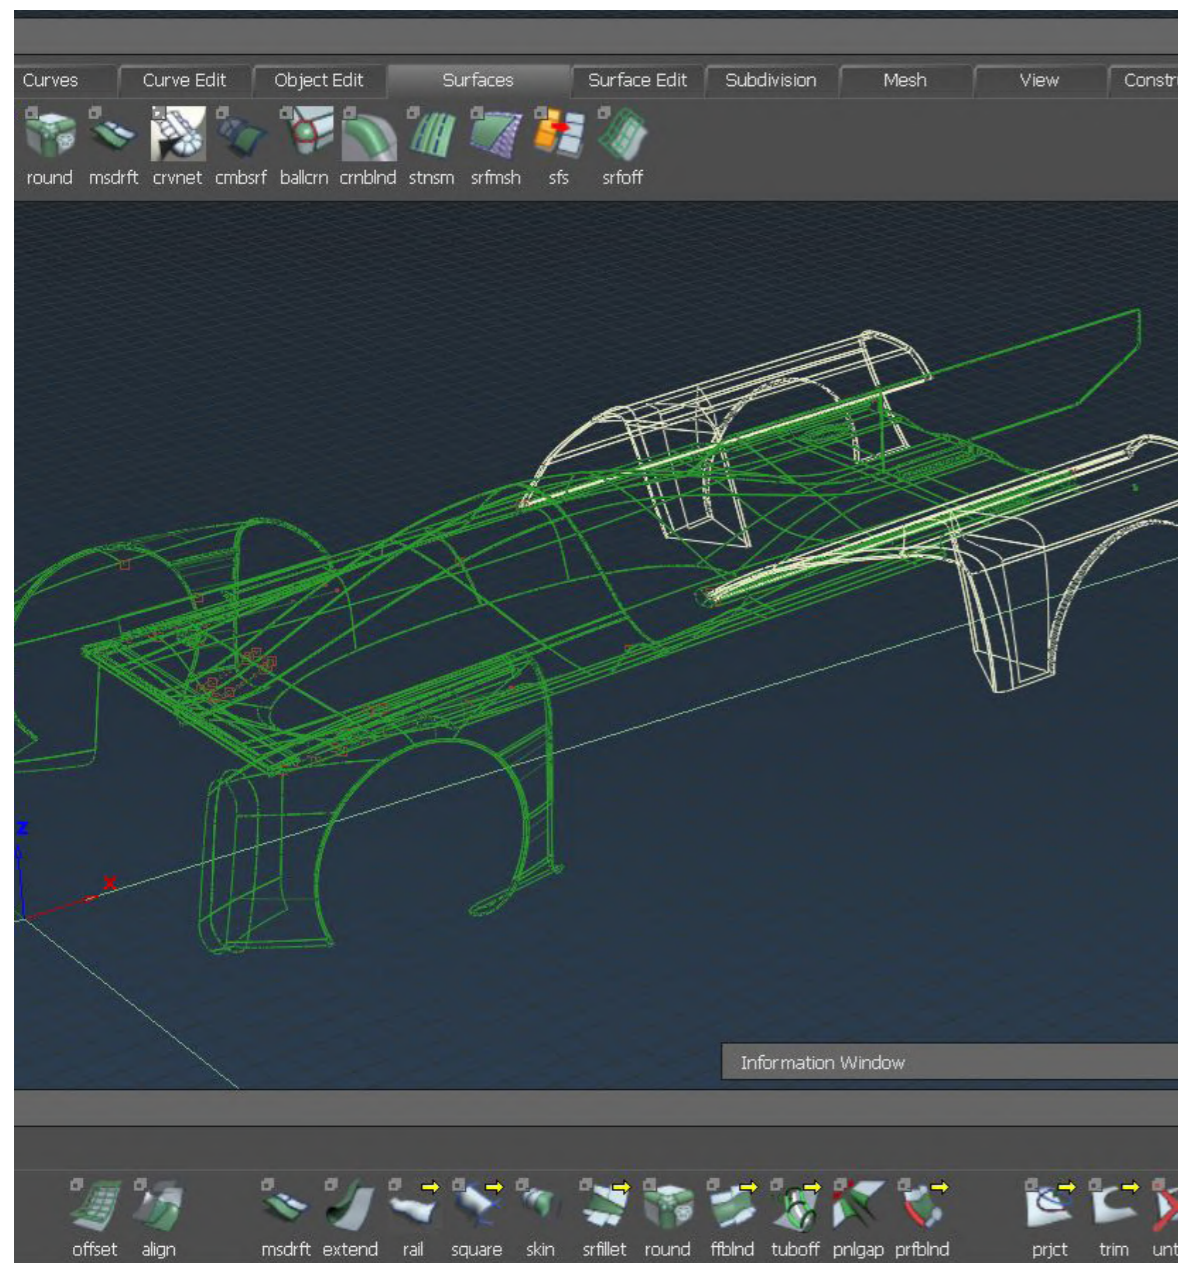 Curves Curve Edit Object Edit Surfaces Surface Edit Subdivision Mesh View Constr
round msdrft crvnet cmbsrf ballcrn crnblnd stnsm srfmsh sfs srfoff
Z
X
Information Window
offset align msdrft extend rail square skin srfillet round ffblnd tuboff pnlgap prfblnd prjct trim unt